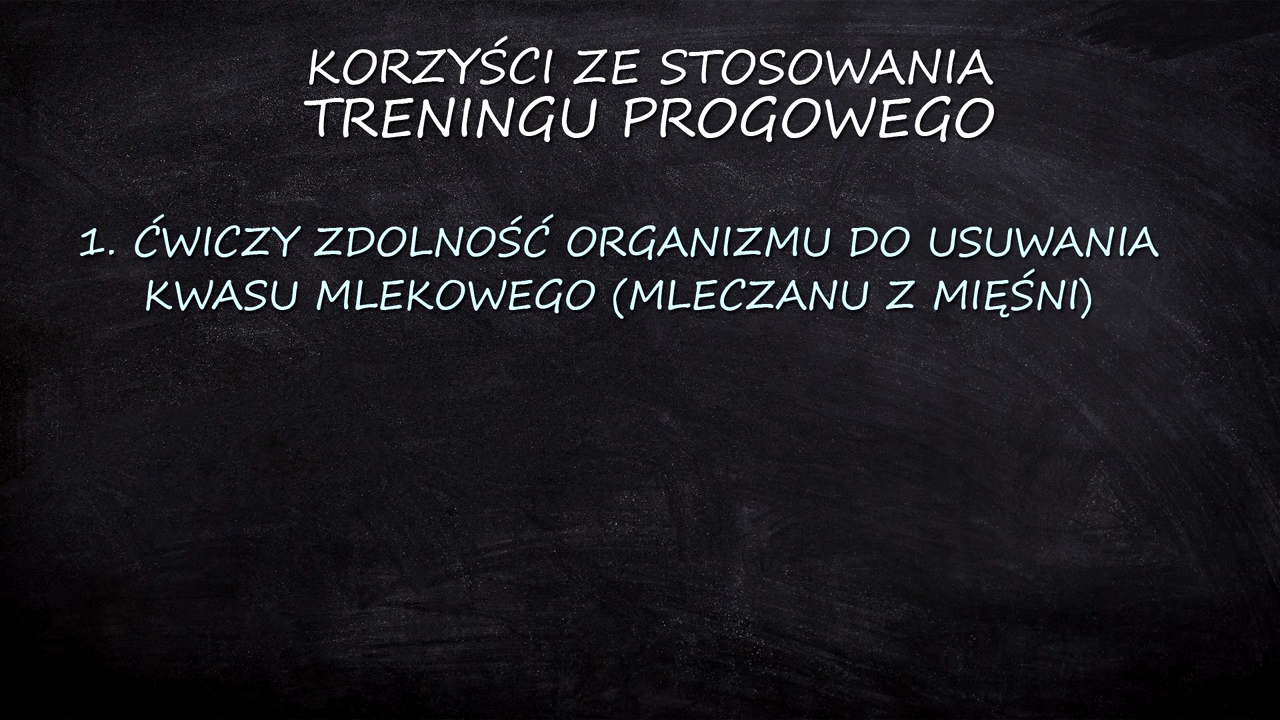 KORZYŚCI ZE STOSOWANIA
TRENINGU PROGOWEGO
1. ĆWICZY ZDOLNOŚĆ ORGANIZMU DO USUWANIA
KWASU MLEKOWEGO (MLECZANU Z MIĘŚNI)